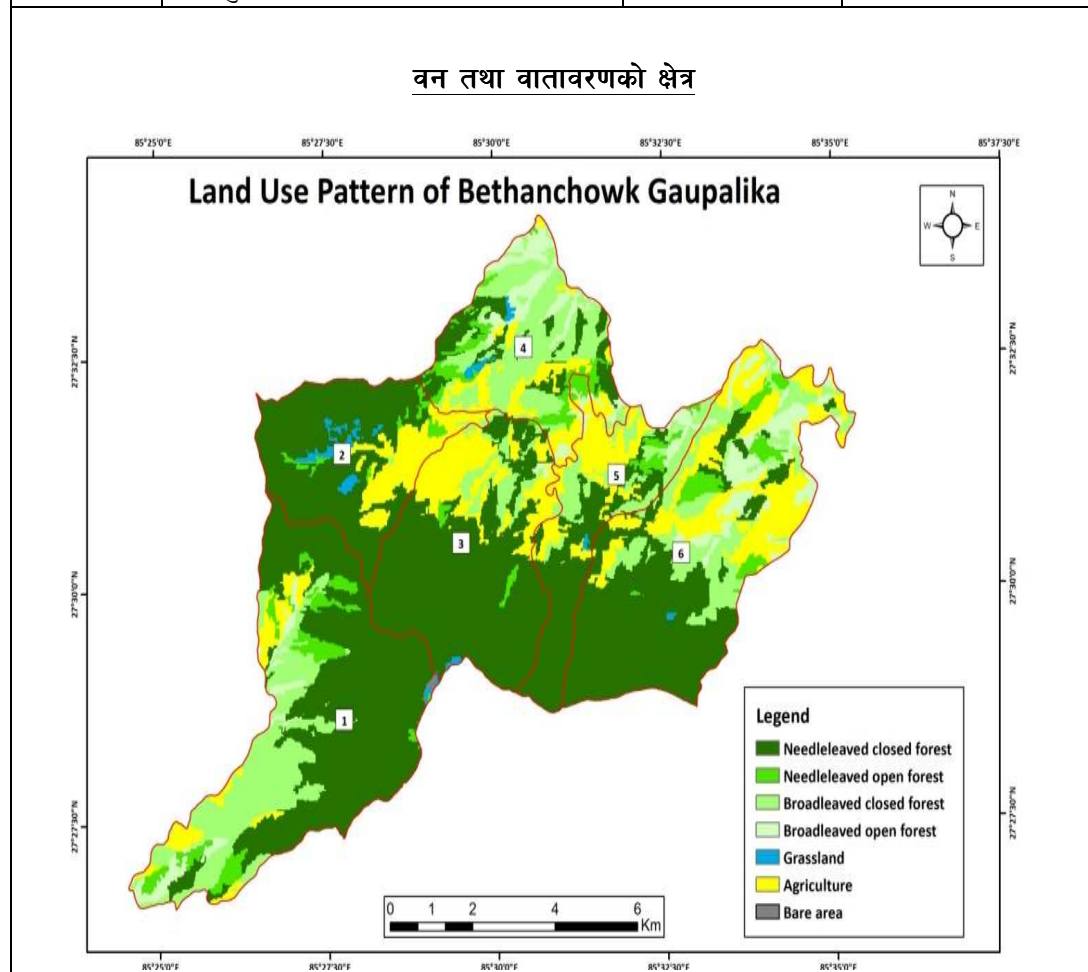 वन तथा वातावरणको क्षेत्र
85°25'0"E 85°27'30"E 85°30'0"E 85°32'30"E 85°35'0"E 85°37'30"E
Land Use Pattern of Bethanchowk Gaupalika
N
W E
S
4
27°32'30"N 27°32'30"N
2
5
3
6
27°30'0"N 27°30'0"N
1
Legend
Needleleaved closed forest
Needleleaved open forest
Broadleaved closed forest
27°27'30"N 27°27'30"N
Broadleaved open forest
Grassland
Agriculture
Bare area
0 1 2 4 6
Km
85°25'0"E 85°27'30"E 85°30'0"E 85°32'30"E 85°35'0"E